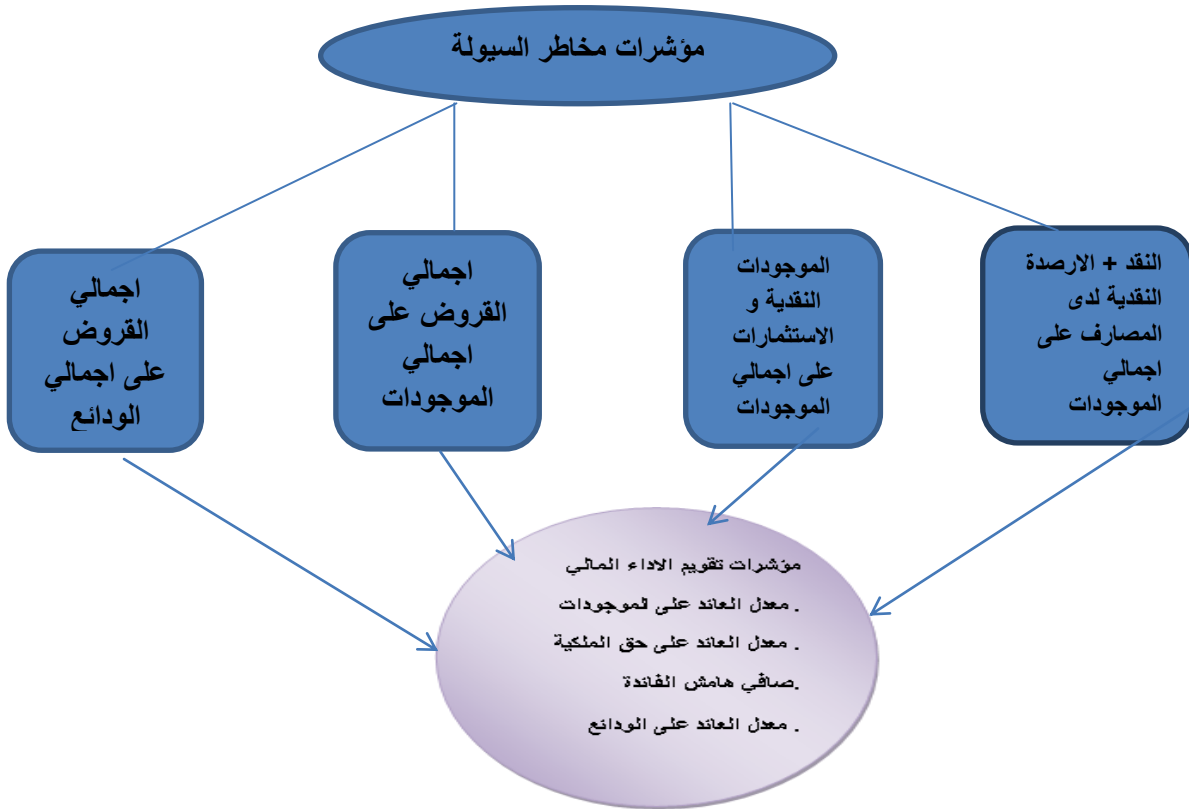 مؤشرات مخاطر السيولة
النقد + الارصدة
النقدية لدى
المصارف على
اجمالي
الموجودات
الموجودات
النقدية و
الاستثمارات
على اجمالي
الموجودات
اجمالي
القروض على
اجمالي
الموجودات
اجمالي
القروض
على اجمالي
الودائع
مؤشرات تقويم الاداء المالي
. معدل العائد على الموجودات
. معدل العائد على حق الملكية
.صافي هامش الفائدة
. معدل العائد على الودائع